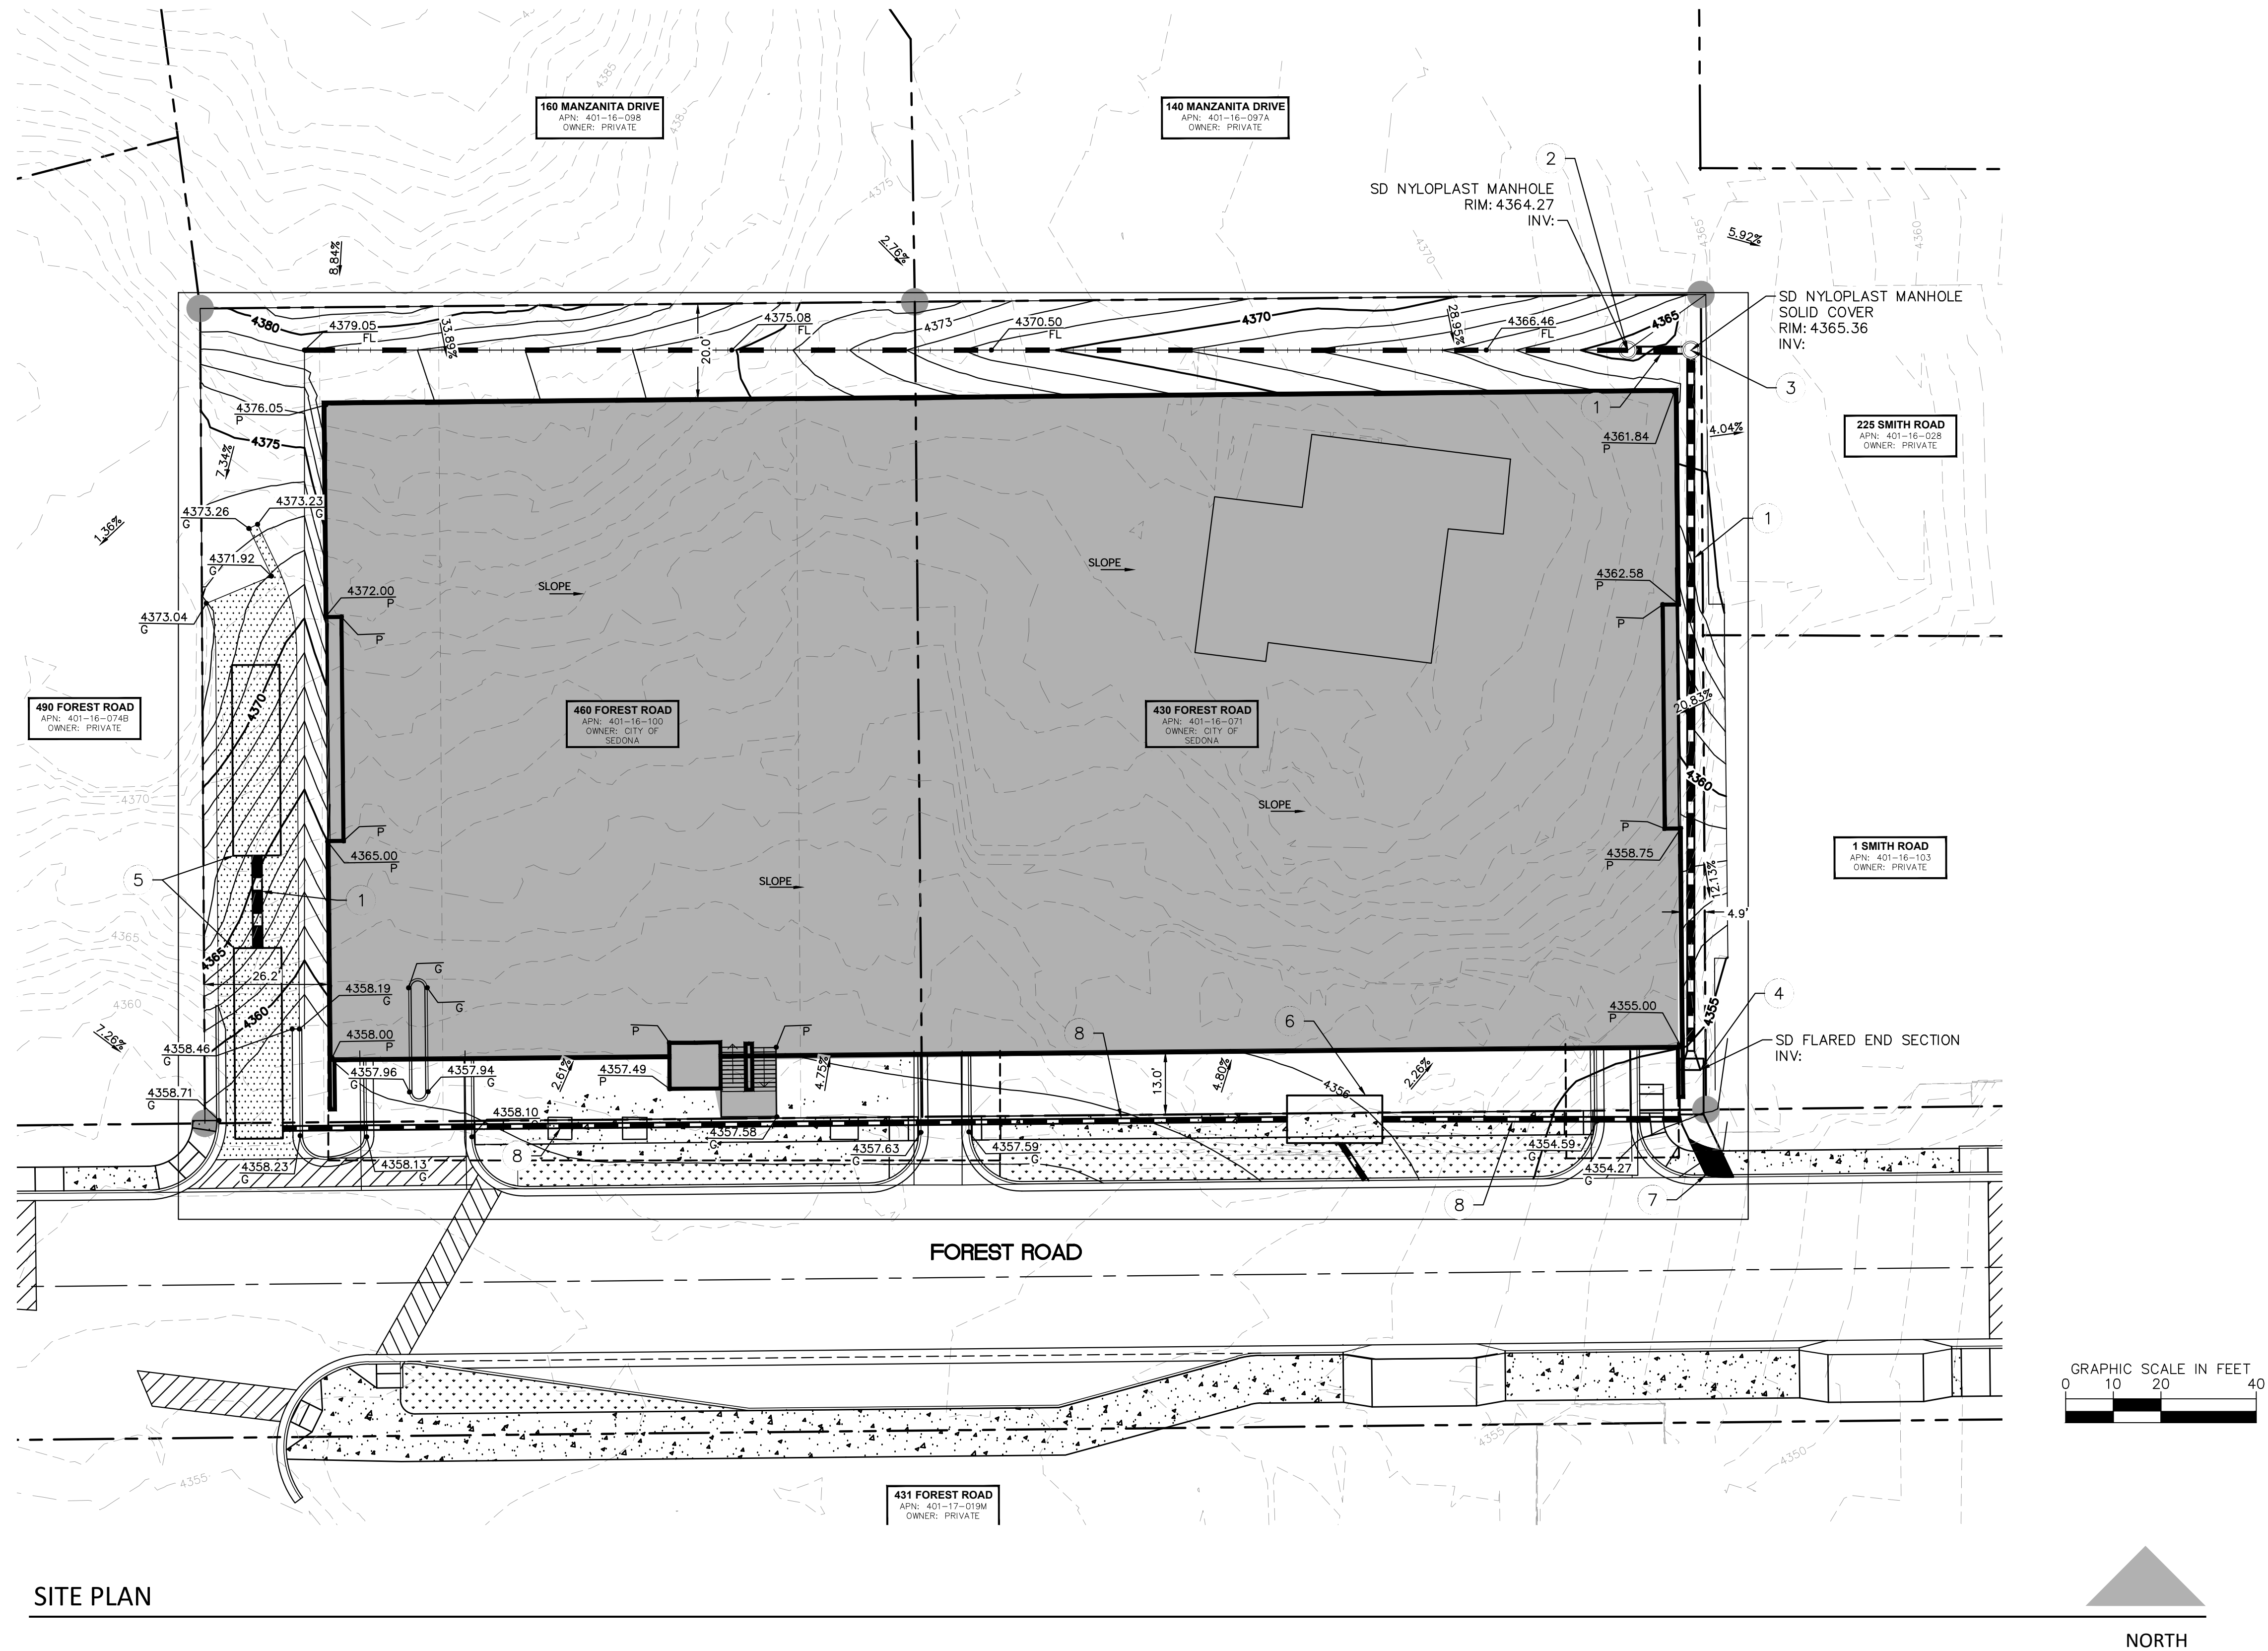 4385
4385
160 MANZANITA DRIVE
APN: 401-16-098
OWNER: PRIVATE
140 MANZANITA DRIVE
APN: 401-16-097A
OWNER: PRIVATE
2
SD NYLOPLAST MANHOLE
RIM: 4364.27
INV:
4375
8.84%
2.76%
4370
4365
5.92%
4360
SD NYLOPLAST MANHOLE
SOLID COVER
RIM: 4365.36
INV:
3
4380
4379.05
FL
33.89%
20.0'
4375.08
FL
4373
4370.50
FL
4370
28.95%
4366.46
FL
4365
1
4376.05
P
4375
7.34%
4361.84
P
4.04%
225 SMITH ROAD
APN: 401-16-028
OWNER: PRIVATE
4373.26
G
4373.23
G
1.36%
4371.92
G
1
SLOPE
SLOPE
4372.00
P
P
4362.58
P
P
4373.04
G
490 FOREST ROAD
APN: 401-16-074B
OWNER: PRIVATE
4370
460 FOREST ROAD
APN: 401-16-100
OWNER: CITY OF
SEDONA
430 FOREST ROAD
APN: 401-16-071
OWNER: CITY OF
SEDONA
20.83%
4360
4370
SLOPE
P
P
4365.00
P
4358.75
P
1 SMITH ROAD
APN: 401-16-103
OWNER: PRIVATE
5
1
SLOPE
12.13%
4.9'
4365
4365
26.2'
G
G
4358.19
G
4360
4360
7.26%
4358.46
G
4358.00
P
P
P
8
6
4355.00
P
4355
4
SD FLARED END SECTION
INV:
4358.71
G
4357.96
G
4357.94
G
2.61%
4357.49
P
4.75%
13.0'
4.80%
4356
2.26%
4358.10
G
4357.58
G
4357.63
G
4357.59
G
4354.59
G
4354.27
G
8
4358.23
G
4358.13
G
8
7
FOREST ROAD
GRAPHIC SCALE IN FEET
0 10 20 40
4355
4355
4350
431 FOREST ROAD
APN: 401-17-019M
OWNER: PRIVATE
SITE PLAN
NORTH